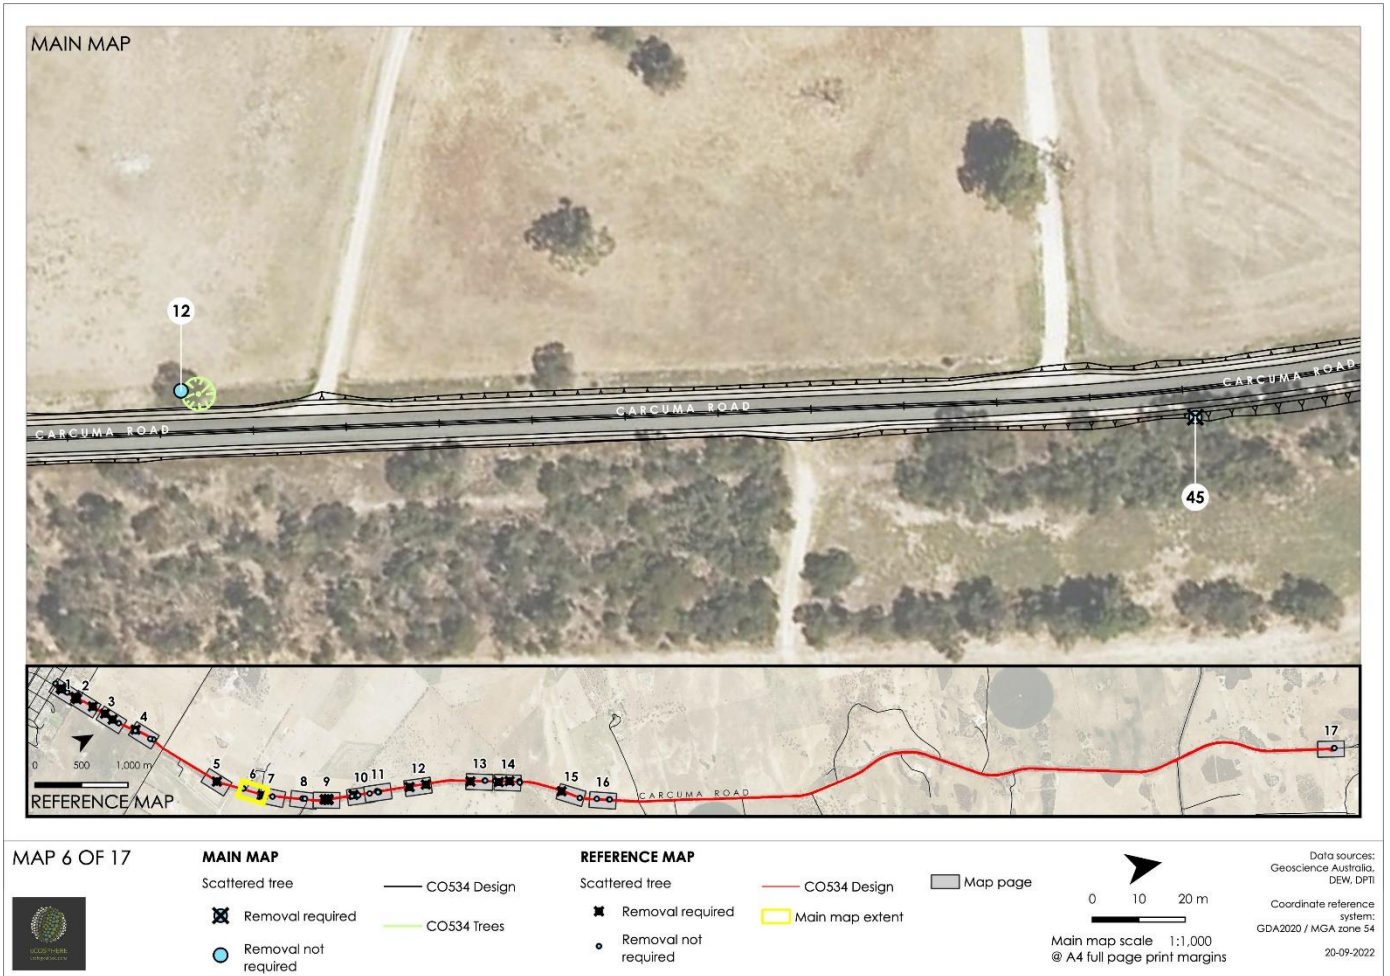 MAIN MAP
12
CARCUMA ROAD
CARCUMA ROAD
CARCUMA ROAD
45
1
2
3
4
5
6
7
8
9
10
11
12
13
14
15
16
17
0 500 1,000 m
REFERENCE MAP
CARCUMA ROAD
MAP 6 OF 17
MAIN MAP
Scattered tree
Removal required
Removal not
required
CO534 Design
CO534 Trees
REFERENCE MAP
Scattered tree
Removal required
Removal not
required
CO534 Design
Main map extent
Map page
0 10 20 m
Main map scale 1:1,000
@ A4 full page print margins
Data sources:
Geoscience Australia,
DEW, DPTI
Coordinate reference
system:
GDA2020 / MGA zone 54
20-09-2022
ECOSPHERE